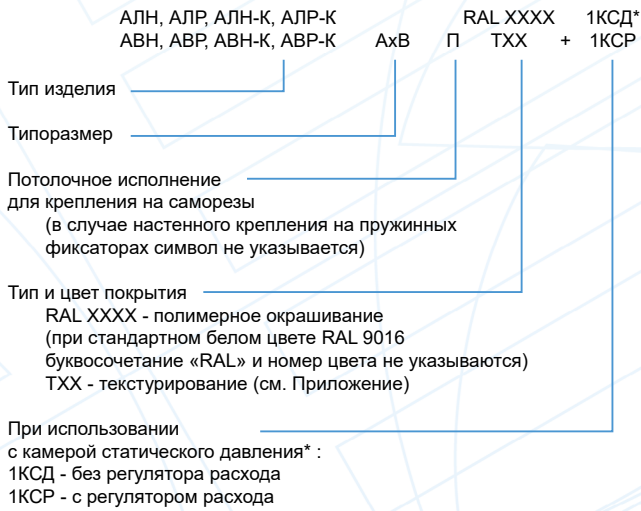 АЛН, АЛР, АЛН-К, АЛР-К RAL XXXX 1КСД*
АВН, АВР, АВН-К, АВР-К АхВ П ТХХ + 1КСР
Тип изделия
Типоразмер
Потолочное исполнение
для крепления на саморезы
(в случае настенного крепления на пружинных
фиксаторах символ не указывается)
Тип и цвет покрытия
RAL XXXX - полимерное окрашивание
(при стандартном белом цвете RAL 9016
буквосочетание «RAL» и номер цвета не указываются)
ТХХ - текстурирование (см. Приложение)
При использовании
с камерой статического давления* :
1КСД - без регулятора расхода
1КСР - с регулятором расхода